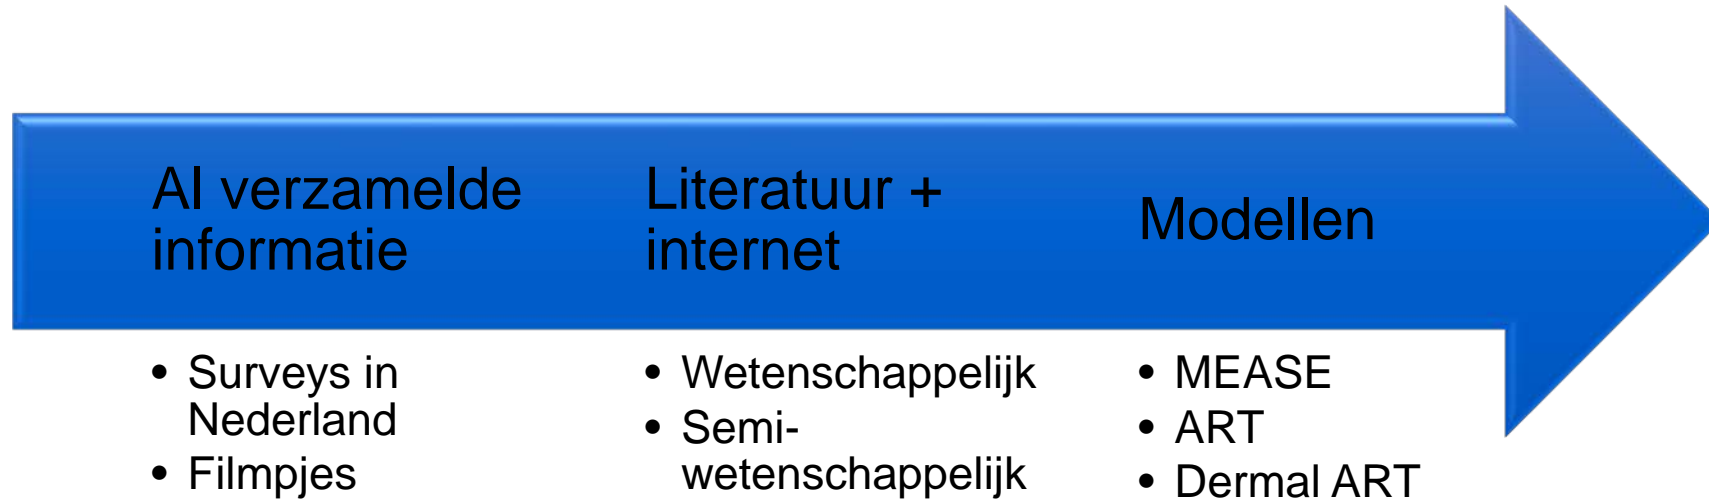 Al verzamelde
informatie
• Surveys in
Nederland
• Filmpjes
Literatuur +
internet
• Wetenschappelijk
• Semi-
wetenschappelijk
Modellen
• MEASE
• ART
• Dermal ART